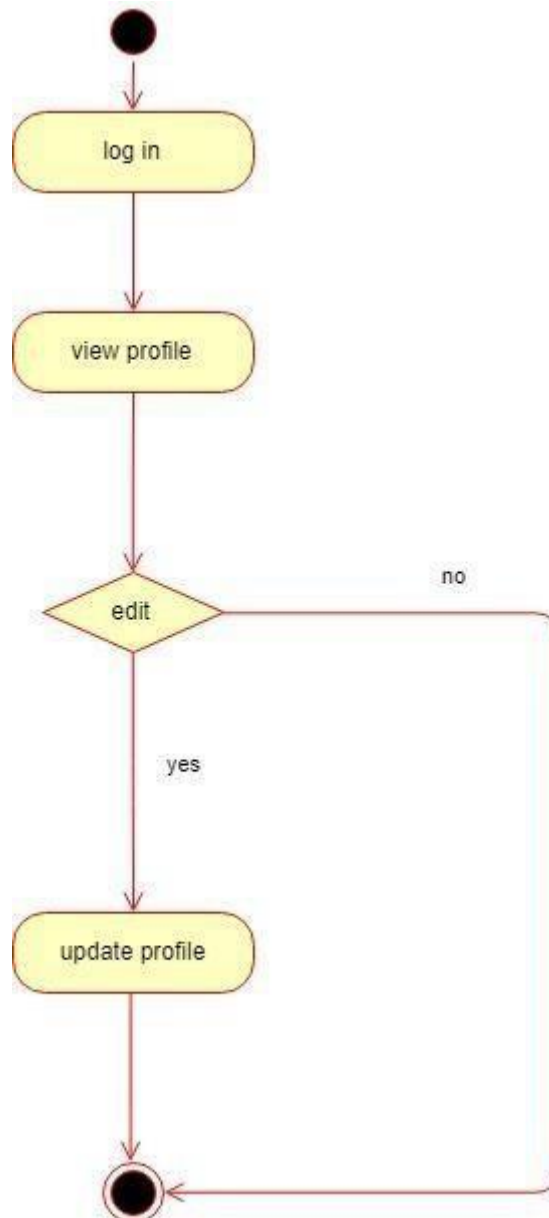 log in
view profile
edit
no
yes
update profile